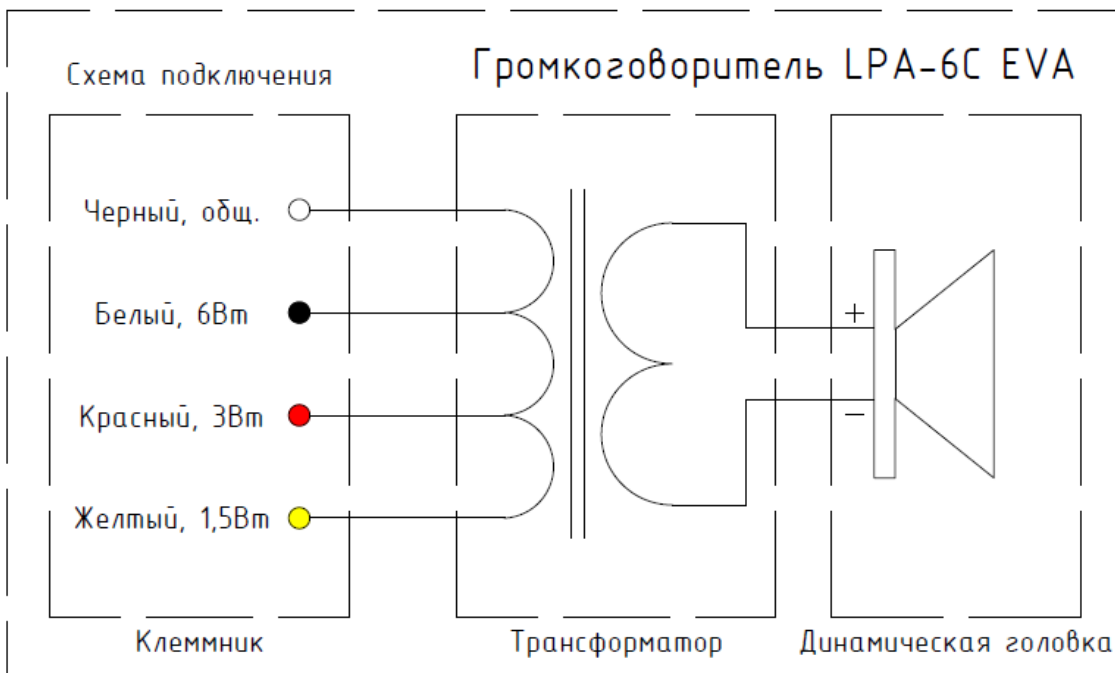 Схема подключения
Громкоговоритель LPA-6C EVA
Черный, общ.
Белый, 6Вт
Красный, 3Вт
Желтый, 1,5Вт
+
−
Клеммник
Трансформатор
Динамическая головка